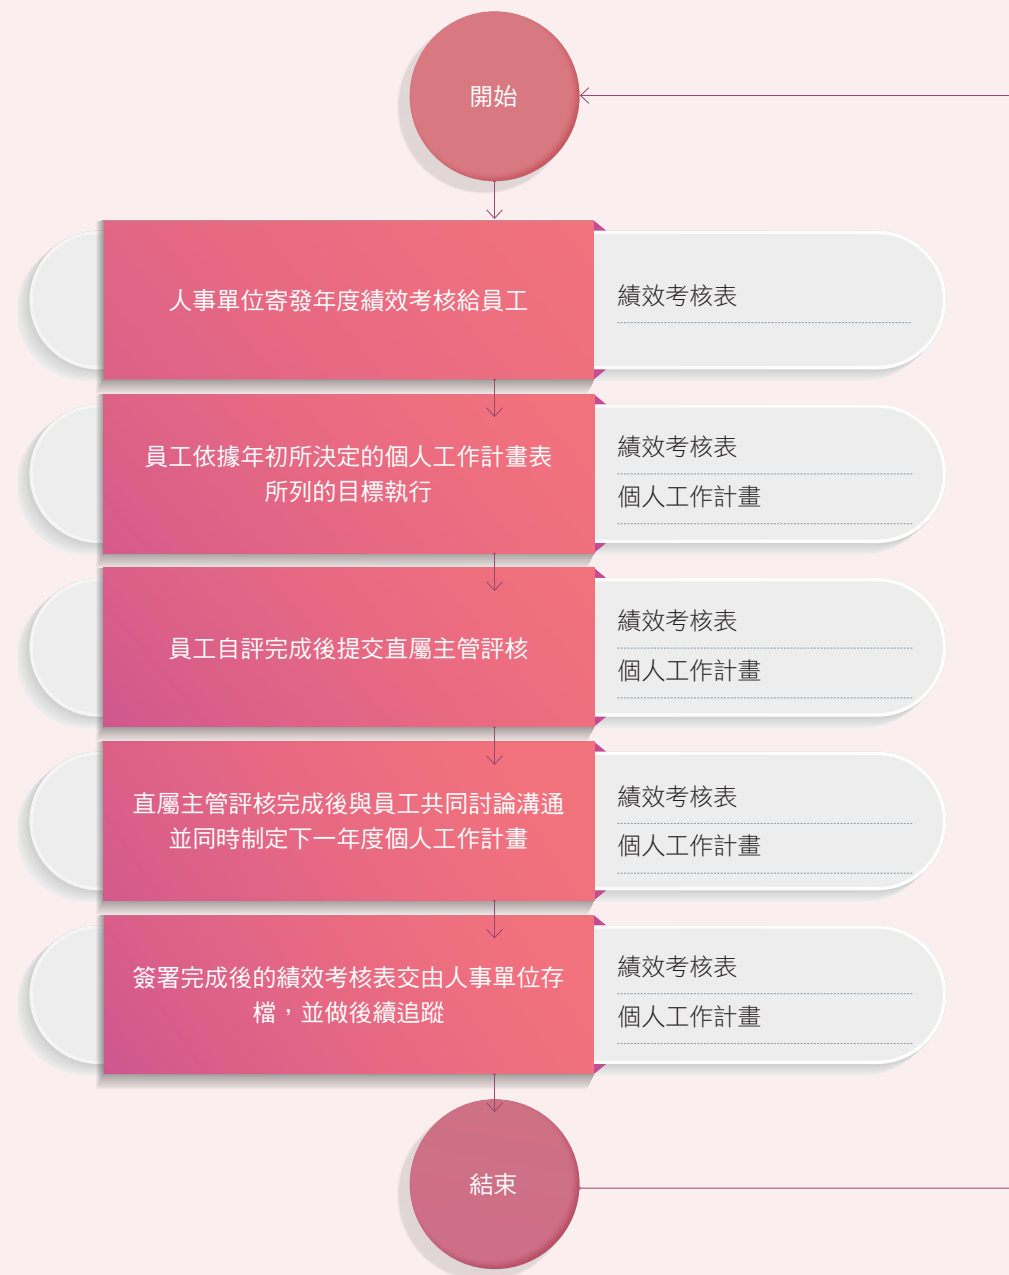 開始
人事單位寄發年度績效考核給員工
績效考核表
員工依據年初所決定的個人工作計畫表
所列的目標執行
績效考核表
個人工作計畫
員工自評完成後提交直屬主管評核
績效考核表
個人工作計畫
直屬主管評核完成後與員工共同討論溝通
並同時制定下一年度個人工作計畫
績效考核表
個人工作計畫
簽署完成後的績效考核表交由人事單位存
檔，並做後續追蹤
績效考核表
個人工作計畫
結束